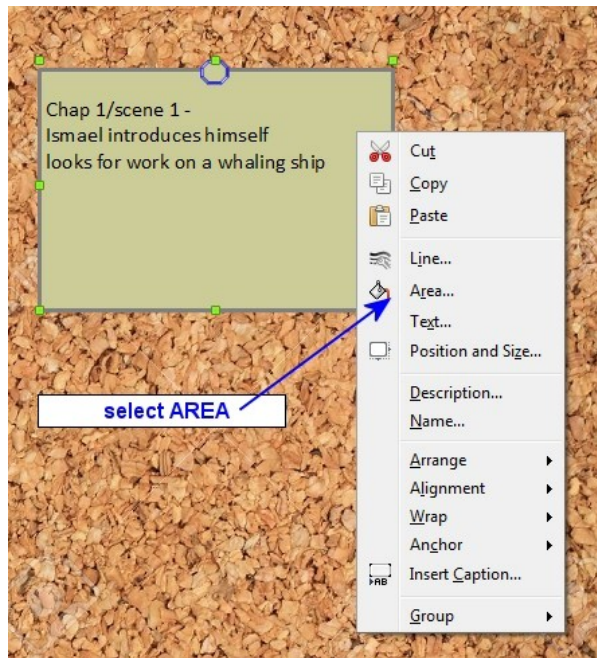 Chap 1/scene 1 -
Ismael introduces himself
looks for work on a whaling ship
Cut
Copy
Paste
Line...
Area...
Text...
Position and Size...
select AREA
Description...
Name...
Arrange
Alignment
Wrap
Anchor
Insert Caption...
Group